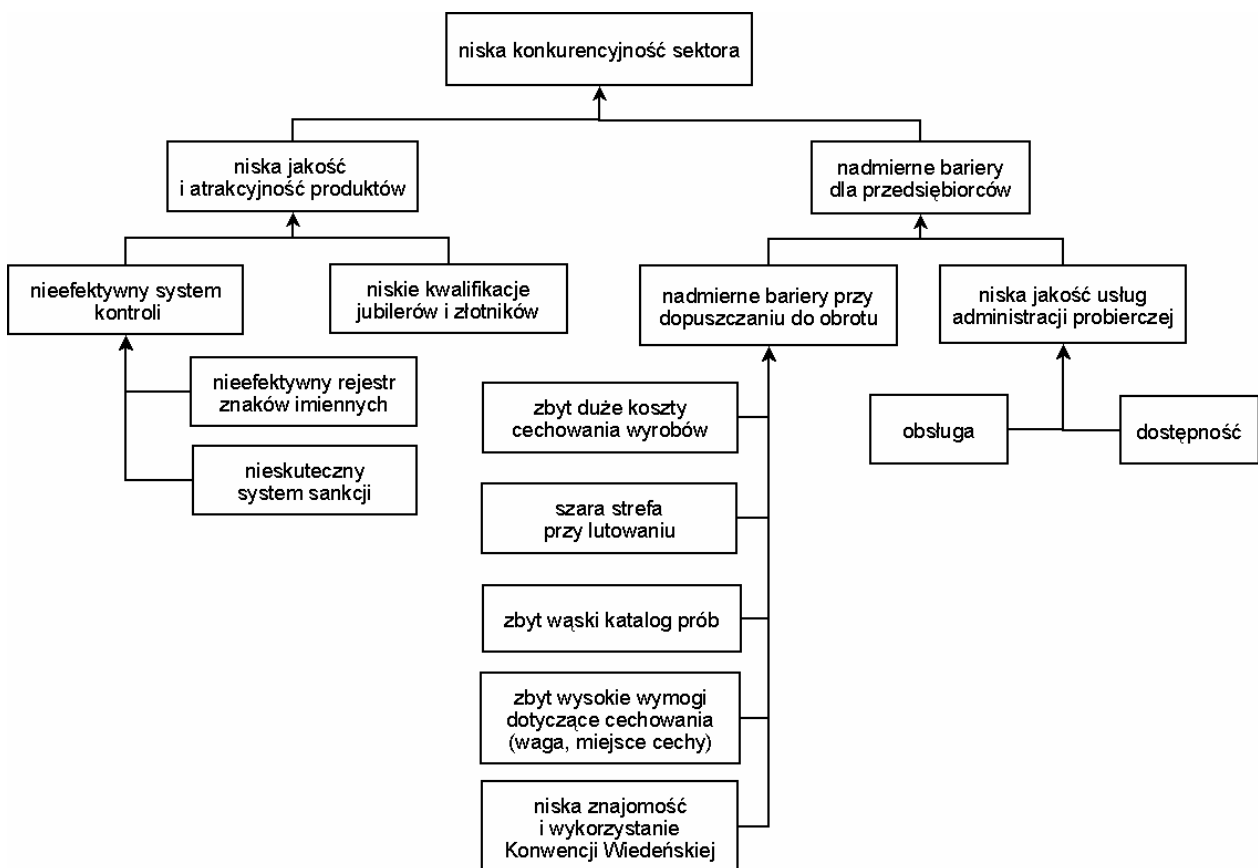 niska konkurencyjność sektora
niska jakość
i atrakcyjność produktów
nadmierne bariery
dla przedsiębiorców
nieefektywny system
kontroli
niskie kwalifikacje
jubilerów i złotników
nadmierne bariery przy
dopuszczaniu do obrotu
niska jakość usług
administracji probierczej
nieefektywny rejestr
znaków imiennych
nieskuteczny
system sankcji
zbyt duże koszty
cechowania wyrobów
szara strefa
przy lutowaniu
zbyt wąski katalog prób
zbyt wysokie wymogi
dotyczące cechowania
(waga, miejsce cechy)
niska znajomość
i wykorzystanie
Konwencji Wiedeńskiej
obsługa
dostępność